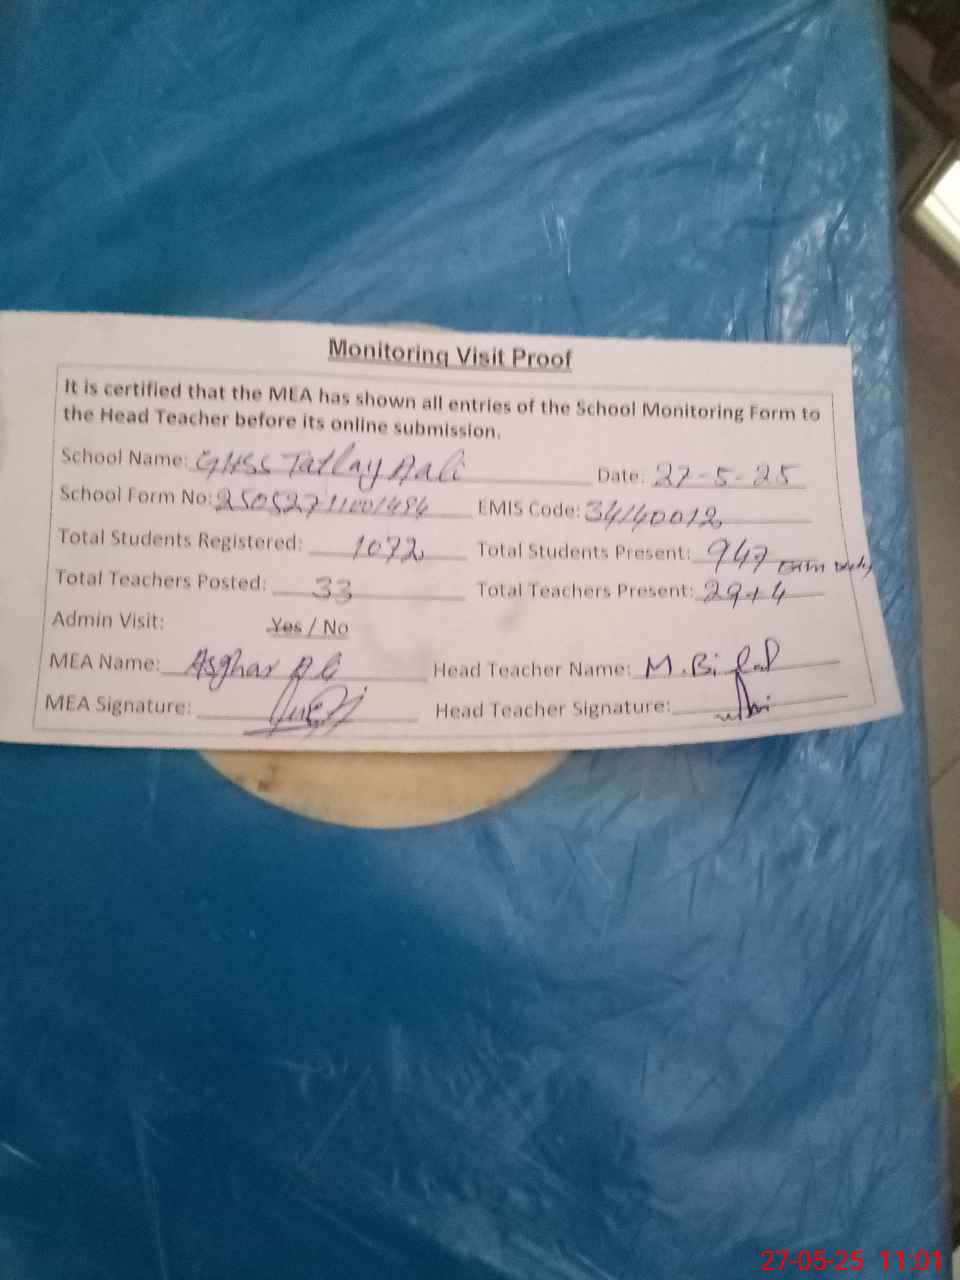 Monitoring Visit Proof
It is certified that the MEA has shown all entries of the School Monitoring Form to
the Head Teacher before its online submission.
School Name: GHSS Tatlay Aali Date: 27-5-25
School Form No: EMIS Code: 34140012
Total Students Registered: 1072 Total Students Present: 947
Total Teachers Posted: 33 Total Teachers Present: 29+4
Admin Visit: Yes / No
MEA Name: Asghar Ali Head Teacher Name: M. Bilal
MEA Signature: Head Teacher Signature:
27-05-25 11:01